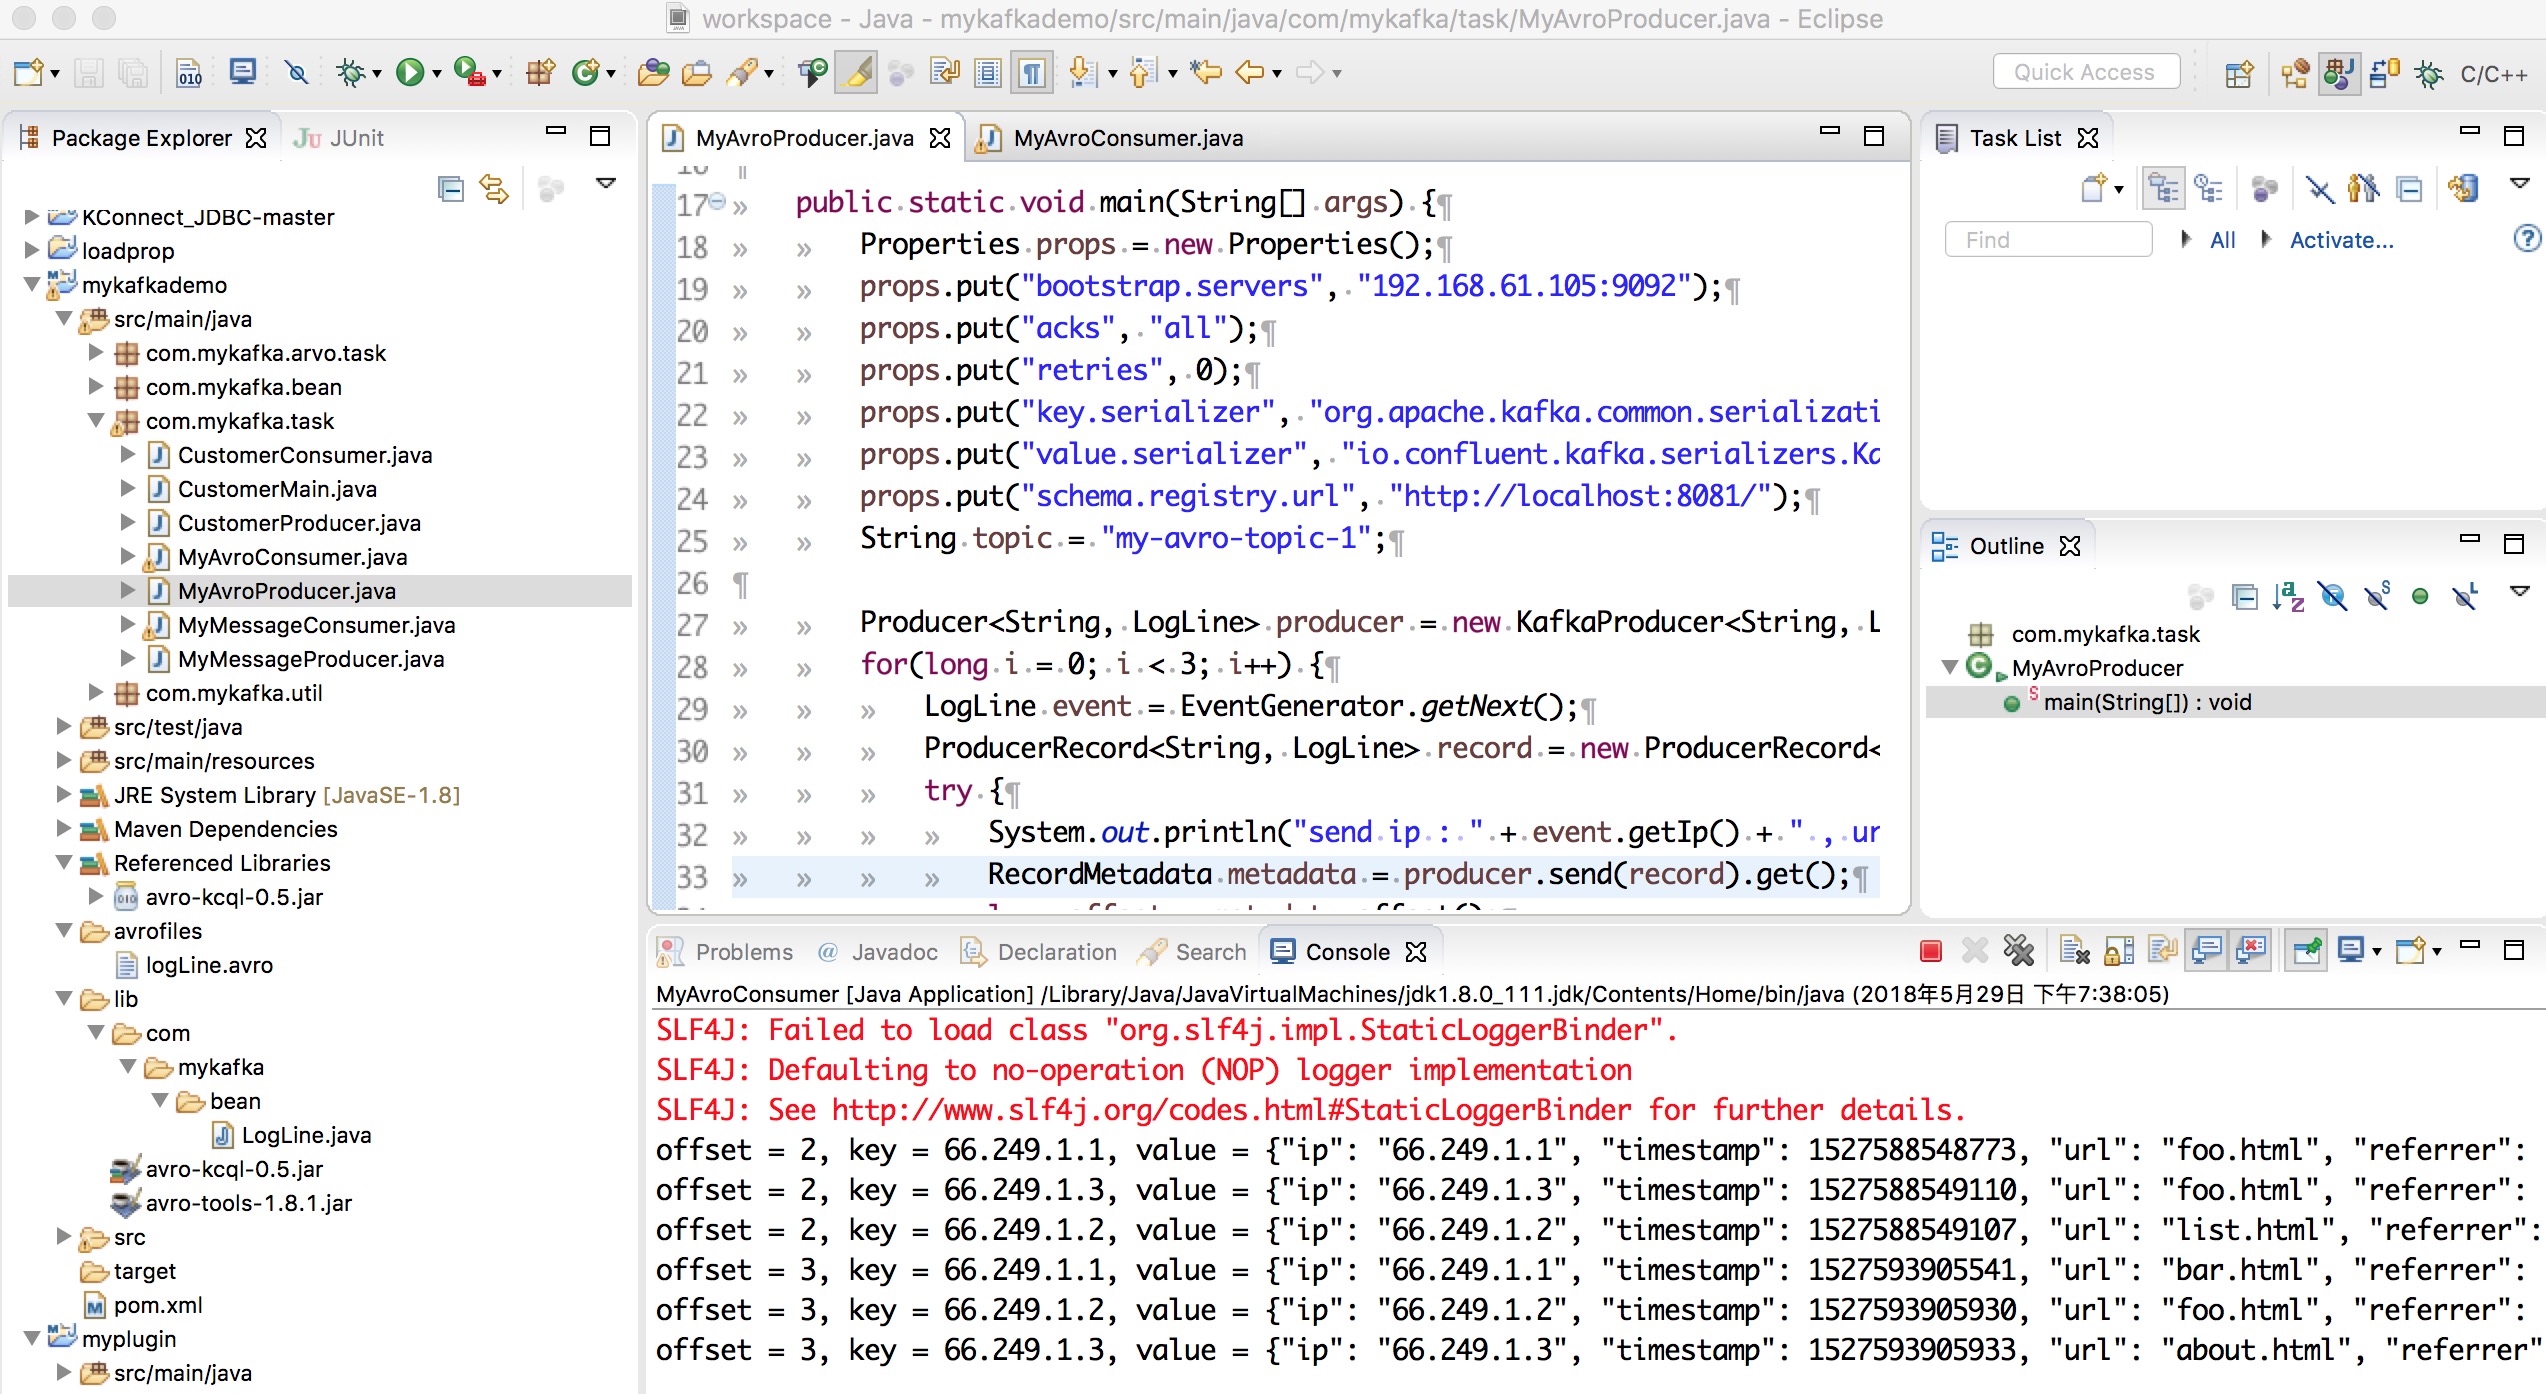 workspace - Java - mykafkademo/src/main/java/com/mykafka/task/MyAvroProducer.java - Eclipse
Quick Access
C/C++
Package Explorer
JUnit
KConnect_JDBC-master
loadprop
mykafkademo
src/main/java
com.mykafka.arvo.task
com.mykafka.bean
com.mykafka.task
CustomerConsumer.java
CustomerMain.java
CustomerProducer.java
MyAvroConsumer.java
MyAvroProducer.java
MyMessageConsumer.java
MyMessageProducer.java
com.mykafka.util
src/test/java
src/main/resources
JRE System Library [JavaSE-1.8]
Maven Dependencies
Referenced Libraries
avro-kcql-0.5.jar
avrofiles
logLine.avro
lib
com
mykafka
bean
LogLine.java
avro-kcql-0.5.jar
avro-tools-1.8.1.jar
src
target
pom.xml
myplugin
src/main/java
MyAvroProducer.java
MyAvroConsumer.java
17 public static void main(String[] args) {
18 Properties props = new Properties();
19 props.put("bootstrap.servers", "192.168.61.105:9092");
20 props.put("acks", "all");
21 props.put("retries", 0);
22 props.put("key.serializer", "org.apache.kafka.common.serializati
23 props.put("value.serializer", "io.confluent.kafka.serializers.Ka
24 props.put("schema.registry.url", "http://localhost:8081/");
25 String topic = "my-avro-topic-1";
26
27 Producer<String, LogLine> producer = new KafkaProducer<String, L
28 for(long i = 0; i < 3; i++) {
29 LogLine event = EventGenerator.getNext();
30 ProducerRecord<String, LogLine> record = new ProducerRecord<
31 try {
32 System.out.println("send ip : " + event.getIp() + " , ur
33 RecordMetadata metadata = producer.send(record).get();
Task List
Find
All
Activate...
Outline
com.mykafka.task
MyAvroProducer
main(String[]) : void
Problems
@ Javadoc
Declaration
Search
Console
MyAvroConsumer [Java Application] /Library/Java/JavaVirtualMachines/jdk1.8.0_111.jdk/Contents/Home/bin/java (2018年5月29日 下午7:38:05)
SLF4J: Failed to load class "org.slf4j.impl.StaticLoggerBinder".
SLF4J: Defaulting to no-operation (NOP) logger implementation
SLF4J: See http://www.slf4j.org/codes.html#StaticLoggerBinder for further details.
offset = 2, key = 66.249.1.1, value = {"ip": "66.249.1.1", "timestamp": 1527588548773, "url": "foo.html", "referrer":
offset = 2, key = 66.249.1.3, value = {"ip": "66.249.1.3", "timestamp": 1527588549110, "url": "foo.html", "referrer":
offset = 2, key = 66.249.1.2, value = {"ip": "66.249.1.2", "timestamp": 1527588549107, "url": "list.html", "referrer":
offset = 3, key = 66.249.1.1, value = {"ip": "66.249.1.1", "timestamp": 1527593905541, "url": "bar.html", "referrer":
offset = 3, key = 66.249.1.2, value = {"ip": "66.249.1.2", "timestamp": 1527593905930, "url": "foo.html", "referrer":
offset = 3, key = 66.249.1.3, value = {"ip": "66.249.1.3", "timestamp": 1527593905933, "url": "about.html", "referrer"